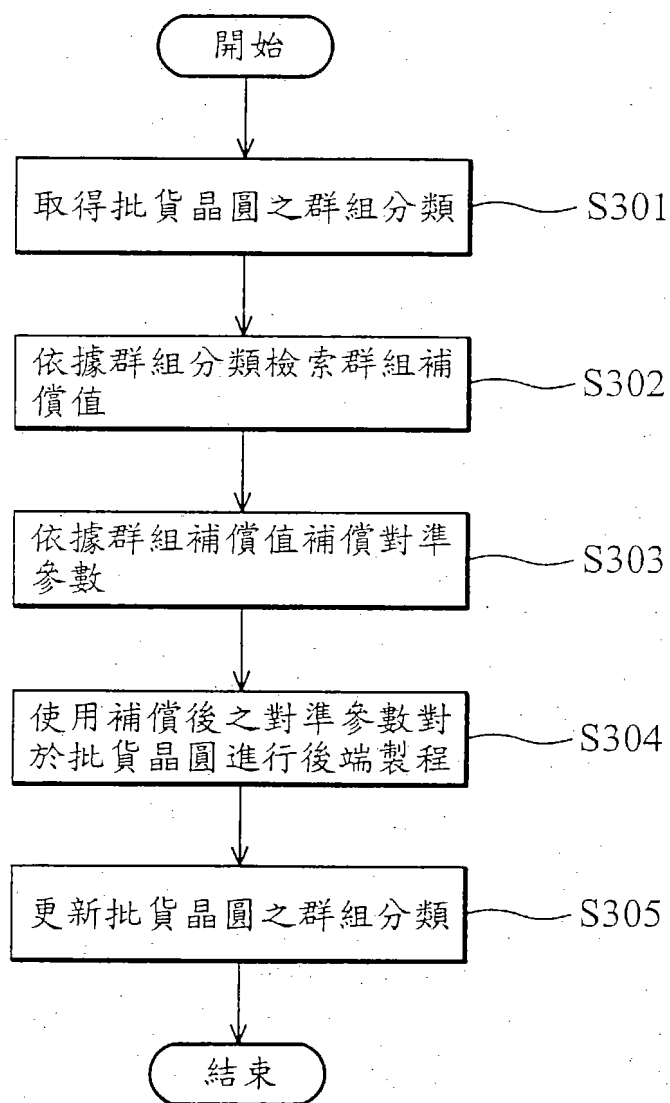 開始
取得批貨晶圓之群組分類
S301
依據群組分類檢索群組補
償值
S302
依據群組補償值補償對準
參數
S303
使用補償後之對準參數對
於批貨晶圓進行後端製程
S304
更新批貨晶圓之群組分類
S305
結束